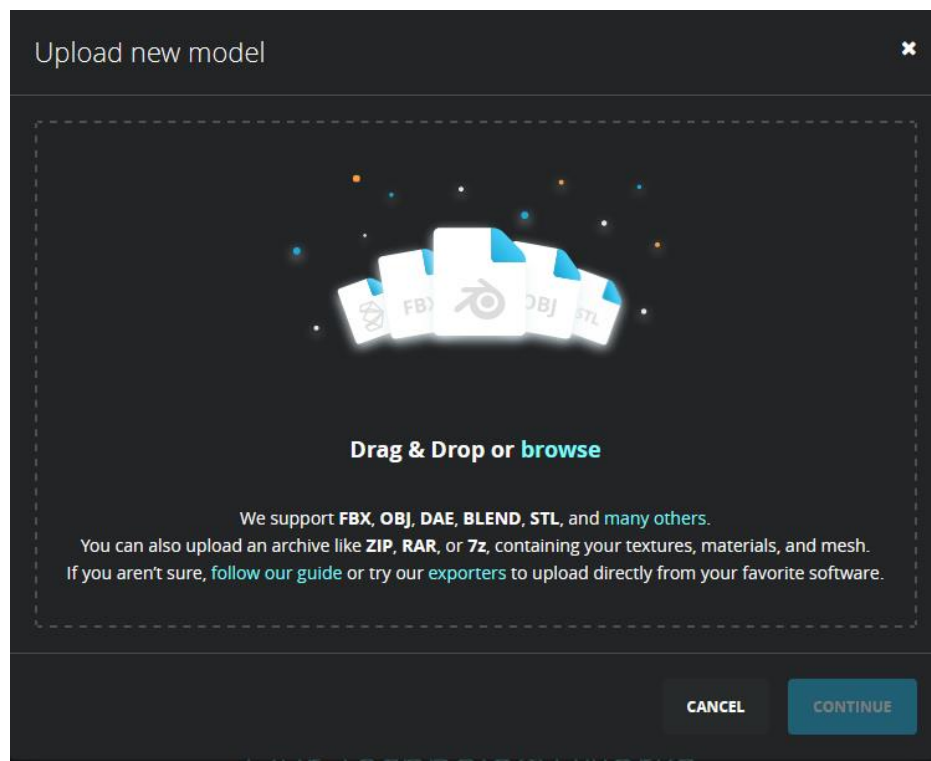 Upload new model
FBX
OBJ
STL
Drag & Drop or browse
We support FBX, OBJ, DAE, BLEND, STL, and many others.
You can also upload an archive like ZIP, RAR, or 7z, containing your textures, materials, and mesh.
If you aren't sure, follow our guide or try our exporters to upload directly from your favorite software.
CANCEL
CONTINUE